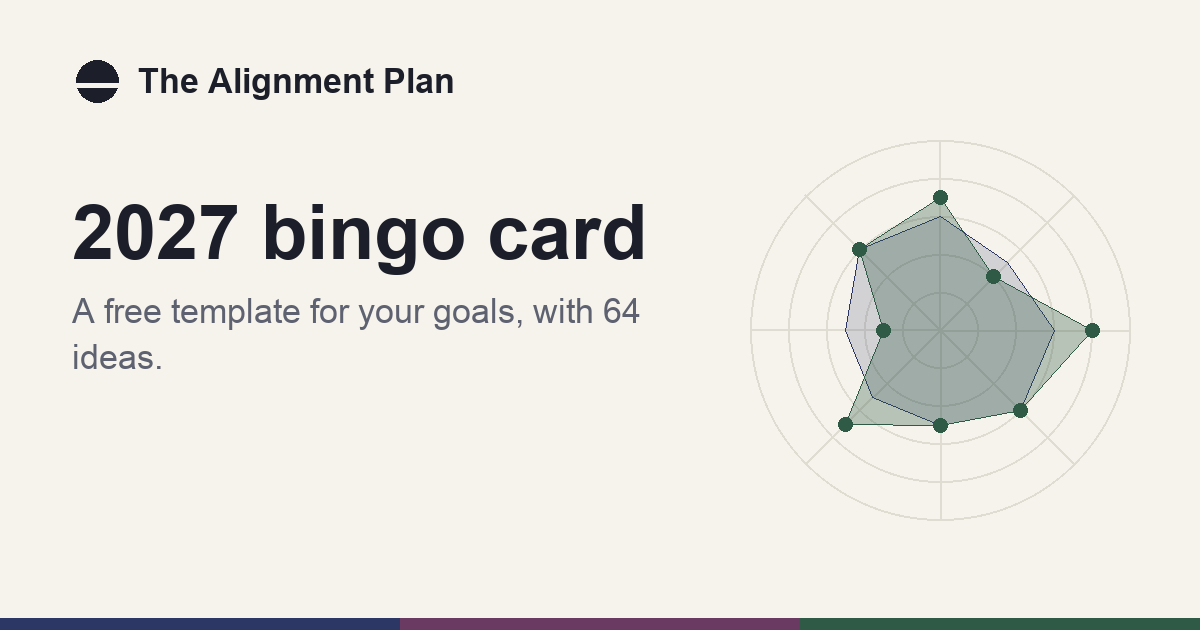 The Alignment Plan
2027 bingo card
A free template for your goals, with 64
ideas.